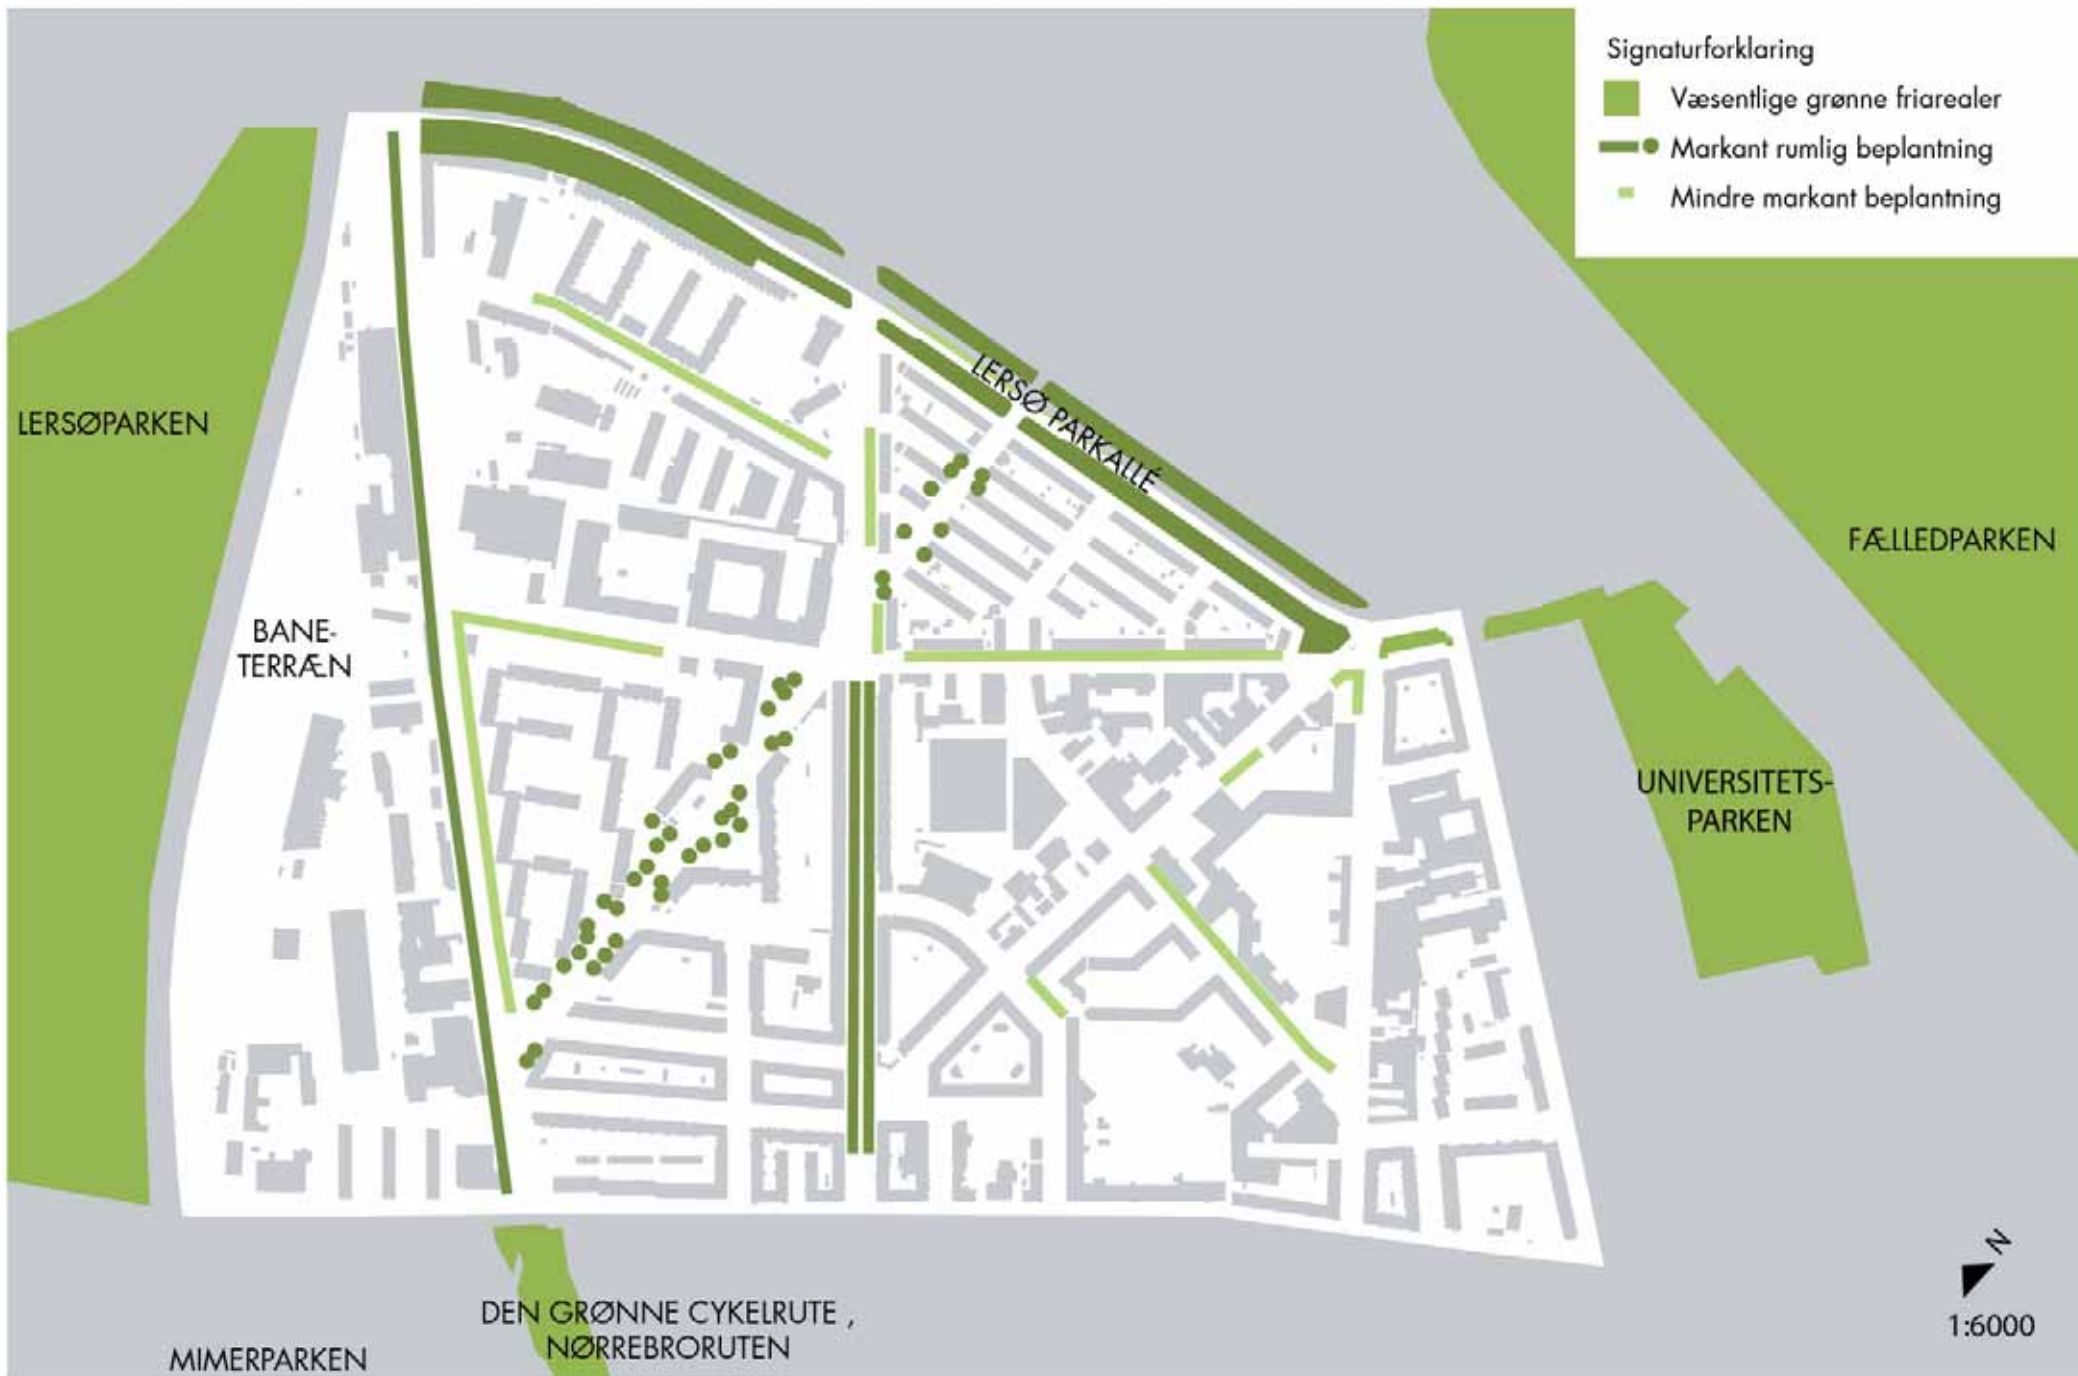 Signaturforklaring
Væsentlige grønne friarealer
Markant rumlig beplantning
Mindre markant beplantning
LERSØPARKEN
LERSØ PARKALLÉ
FÆLLEDPARKEN
BANE-
TERRÆN
UNIVERSITETS-
PARKEN
DEN GRØNNE CYKELRUTE ,
NØRREBRORUTEN
MIMERPARKEN
N
1:6000